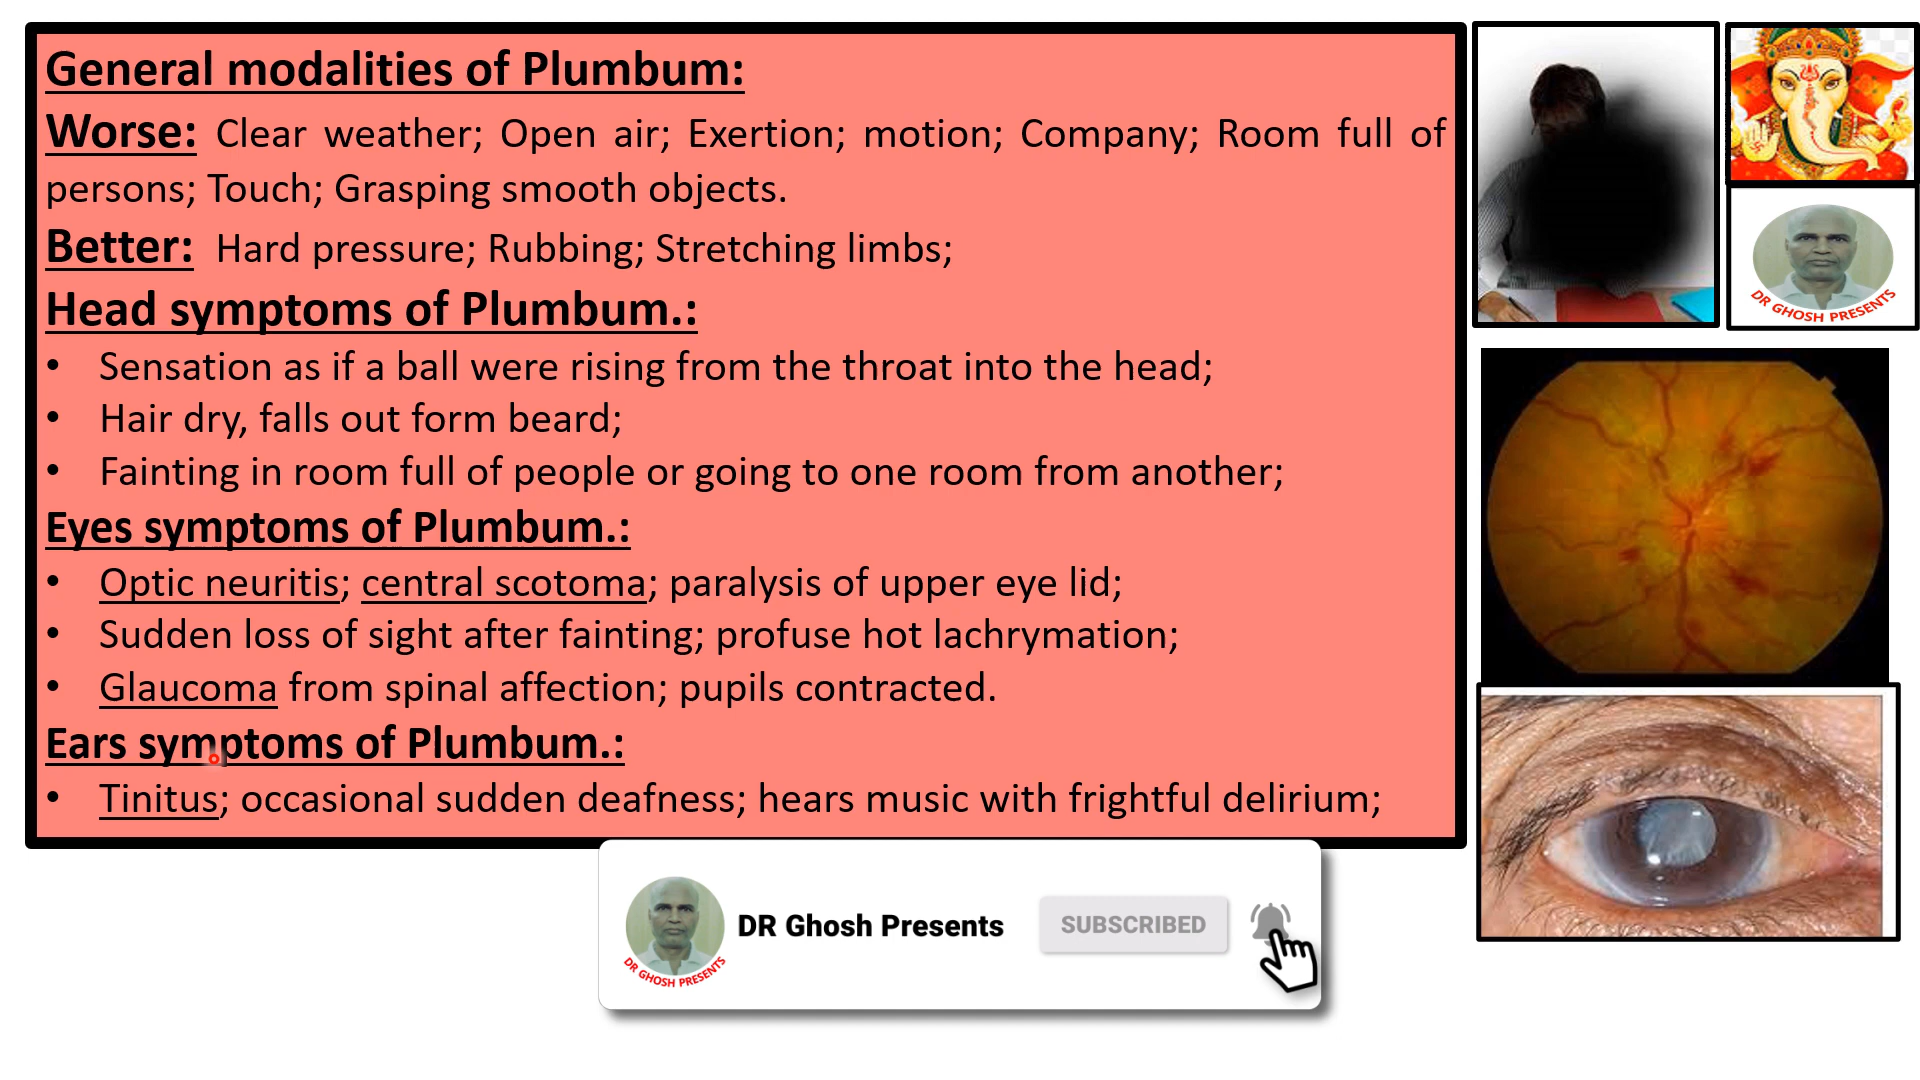 General modalities of Plumbum:
Worse: Clear weather; Open air; Exertion; motion; Company; Room full of
persons; Touch; Grasping smooth objects.
Better: Hard pressure; Rubbing; Stretching limbs;
Head symptoms of Plumbum.:
• Sensation as if a ball were rising from the throat into the head;
• Hair dry, falls out form beard;
• Fainting in room full of people or going to one room from another;
Eyes symptoms of Plumbum.:
• Optic neuritis; central scotoma; paralysis of upper eye lid;
• Sudden loss of sight after fainting; profuse hot lachrymation;
• Glaucoma from spinal affection; pupils contracted.
Ears symptoms of Plumbum.:
• Tinitus; occasional sudden deafness; hears music with frightful delirium;
DR GHOSH PRESENTS
DR GHOSH PRESENTS
DR Ghosh Presents
SUBSCRIBED